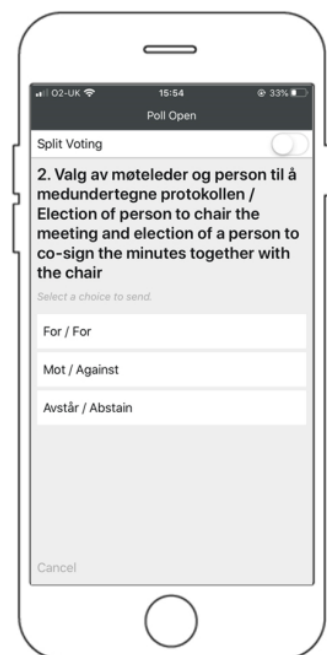 O2-UK 15:54 33%
Poll Open
Split Voting
2. Valg av møteleder og person til å
medundertegne protokollen /
Election of person to chair the
meeting and election of a person to
co-sign the minutes together with
the chair
Select a choice to send.
For / For
Mot / Against
Avstår / Abstain
Cancel